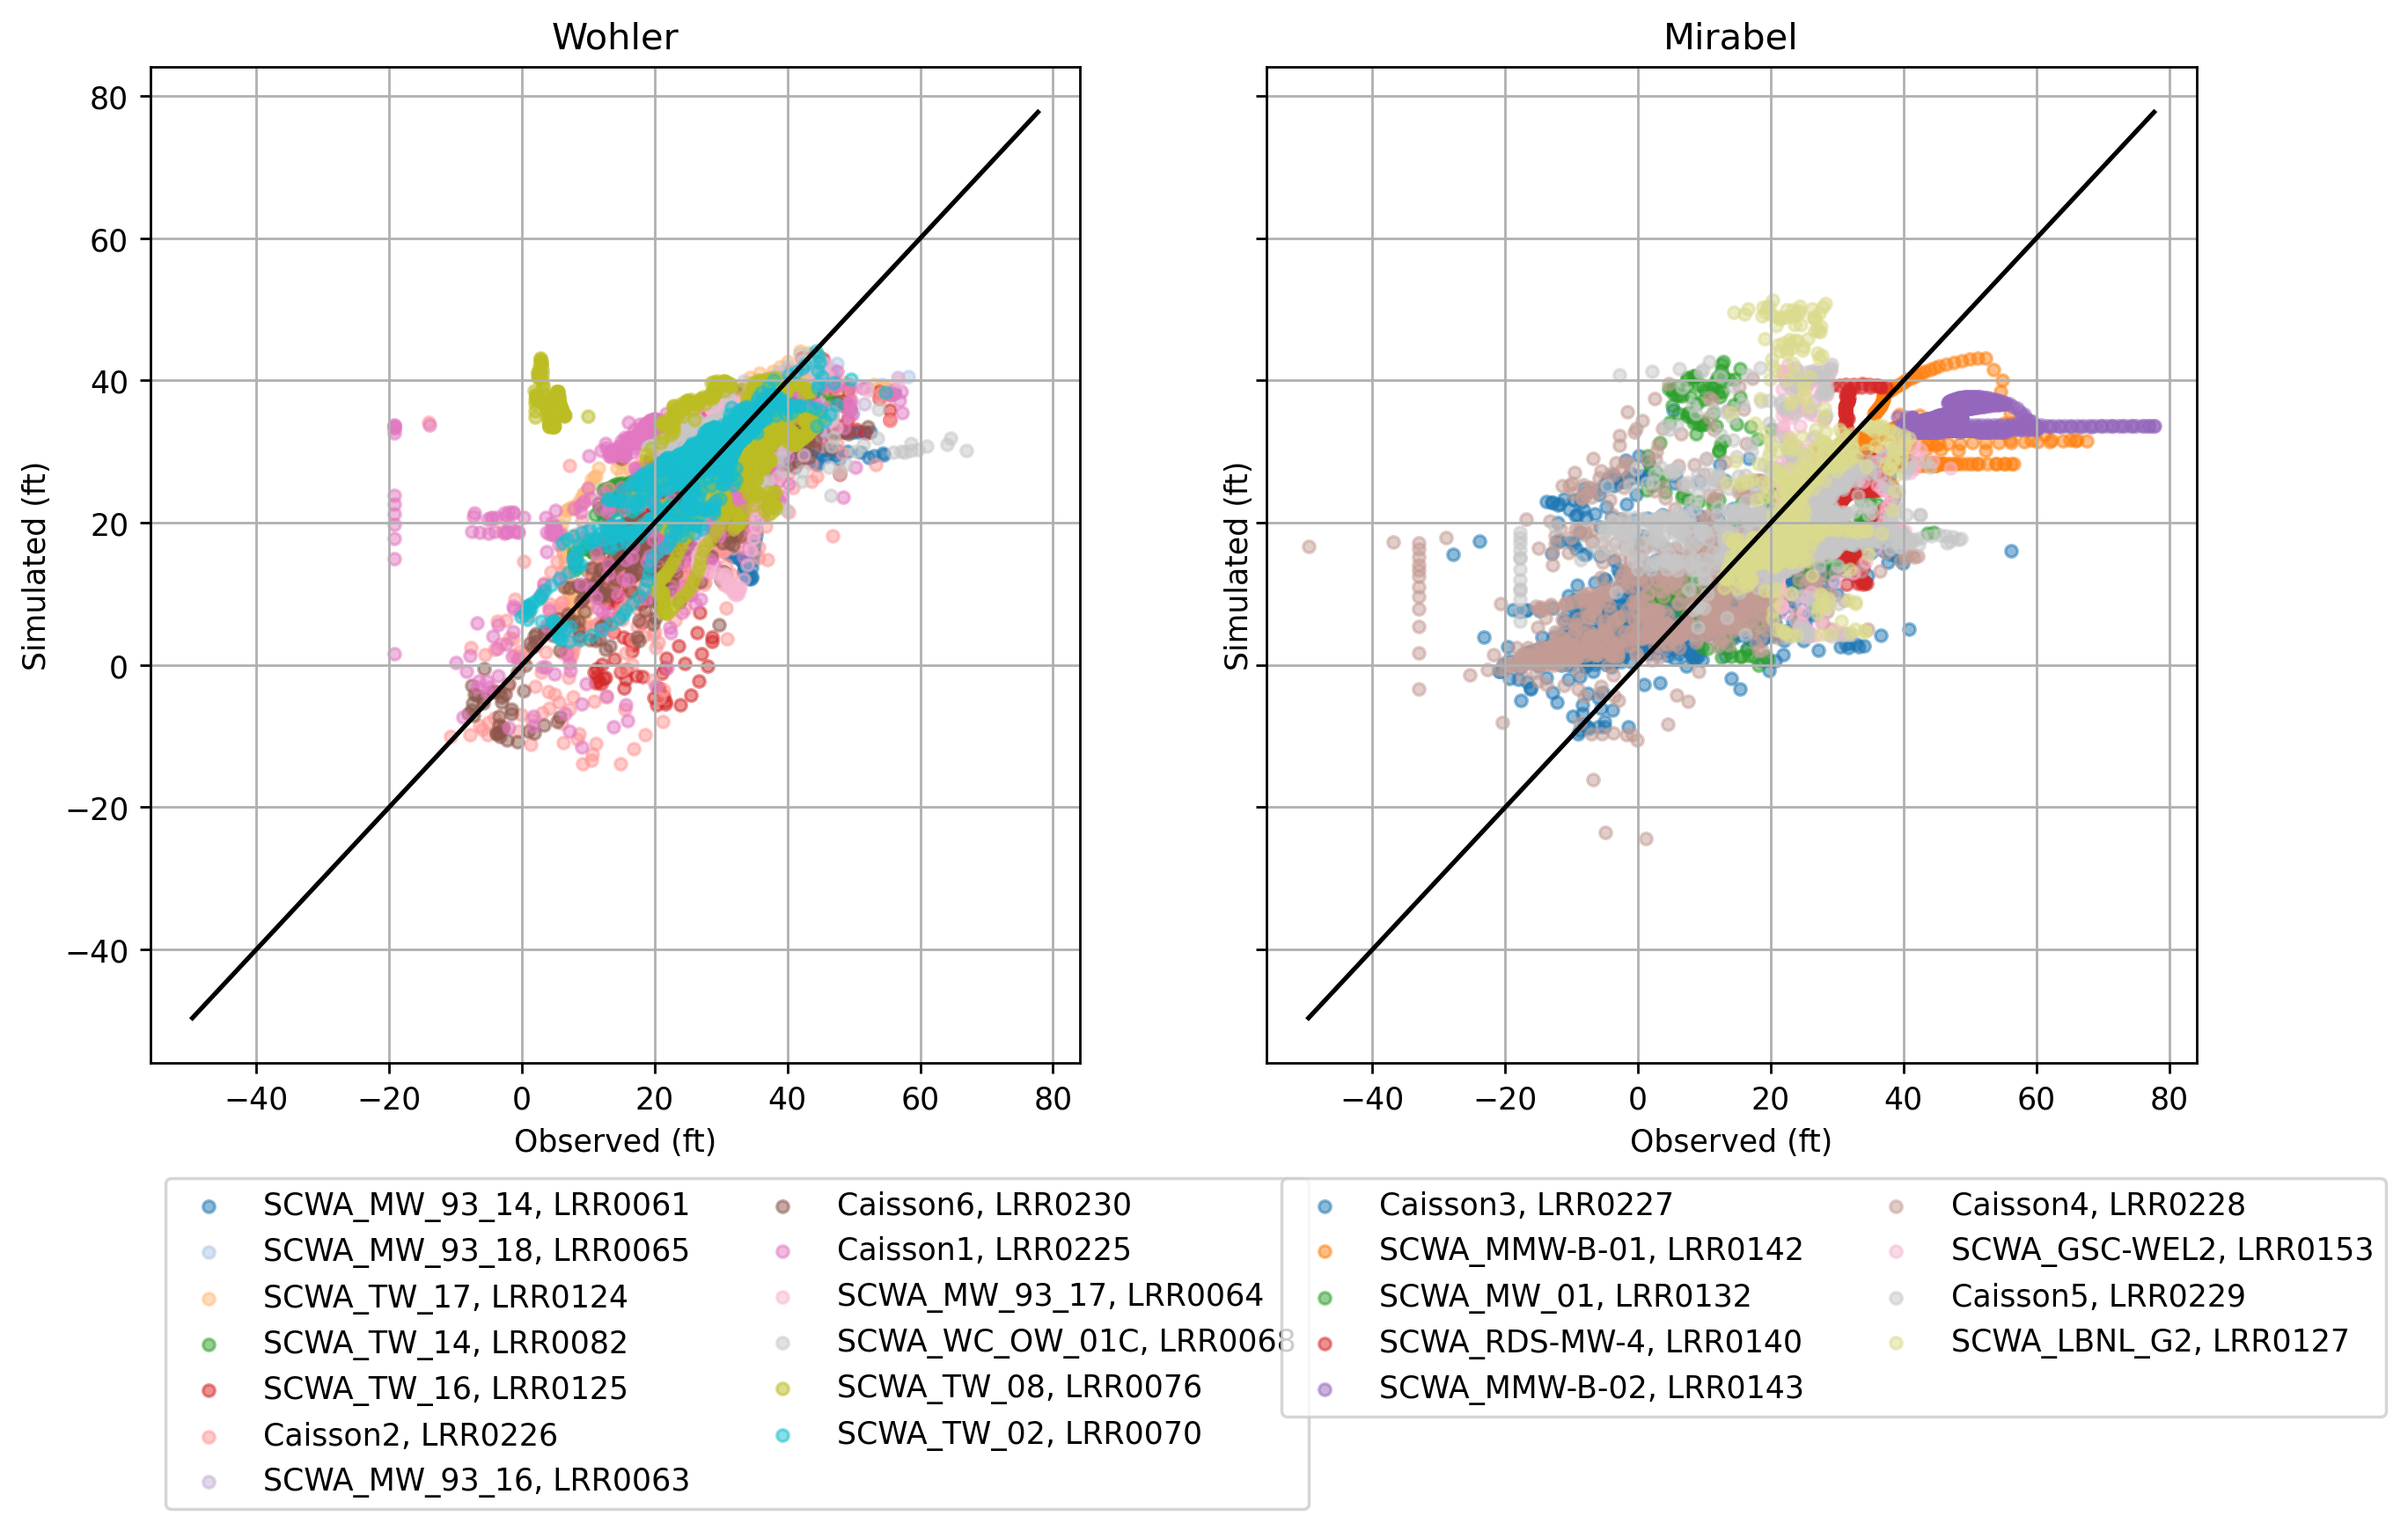 Wohler
Mirabel
80
60
40
20
0
−20
−40
Simulated (ft)
−40
−20
0
20
40
60
80
Observed (ft)
Simulated (ft)
−40
−20
0
20
40
60
80
Observed (ft)
SCWA_MW_93_14, LRR0061
SCWA_MW_93_18, LRR0065
SCWA_TW_17, LRR0124
SCWA_TW_14, LRR0082
SCWA_TW_16, LRR0125
Caisson2, LRR0226
SCWA_MW_93_16, LRR0063
Caisson6, LRR0230
Caisson1, LRR0225
SCWA_MW_93_17, LRR0064
SCWA_WC_OW_01C, LRR0068
SCWA_TW_08, LRR0076
SCWA_TW_02, LRR0070
Caisson3, LRR0227
SCWA_MMW-B-01, LRR0142
SCWA_MW_01, LRR0132
SCWA_RDS-MW-4, LRR0140
SCWA_MMW-B-02, LRR0143
Caisson4, LRR0228
SCWA_GSC-WEL2, LRR0153
Caisson5, LRR0229
SCWA_LBNL_G2, LRR0127